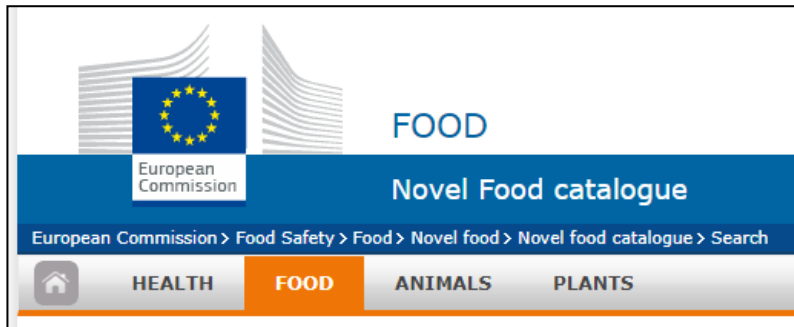 FOOD
European
Commission
Novel Food catalogue
European Commission > Food Safety > Food > Novel food > Novel food catalogue > Search
HEALTH FOOD ANIMALS PLANTS